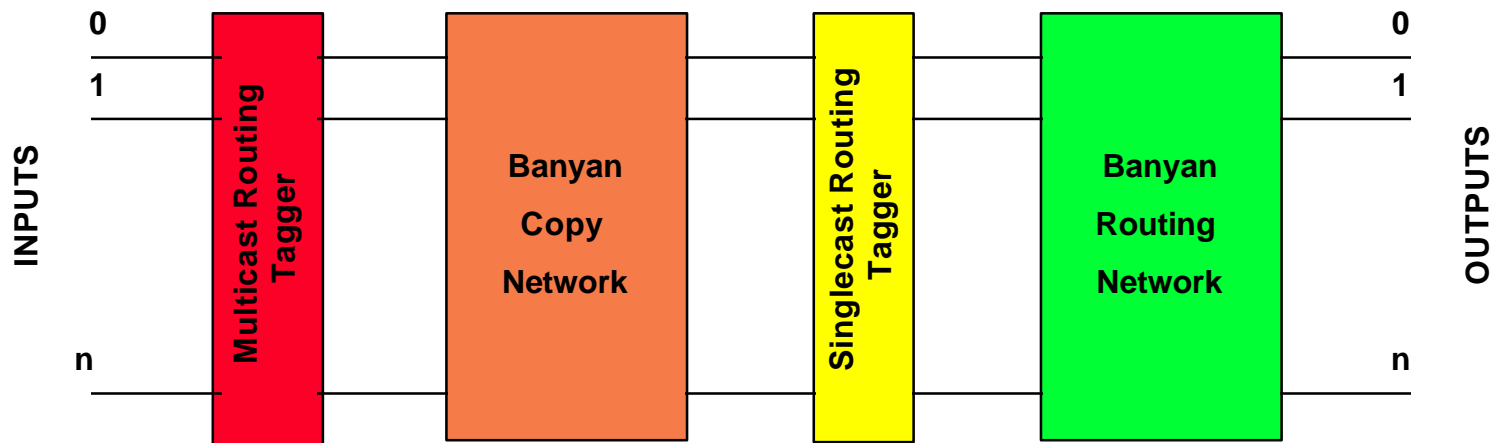 0
1
n
INPUTS
Multicast Routing
Tagger
Banyan
Copy
Network
Singlecast Routing
Tagger
Banyan
Routing
Network
0
1
n
OUTPUTS